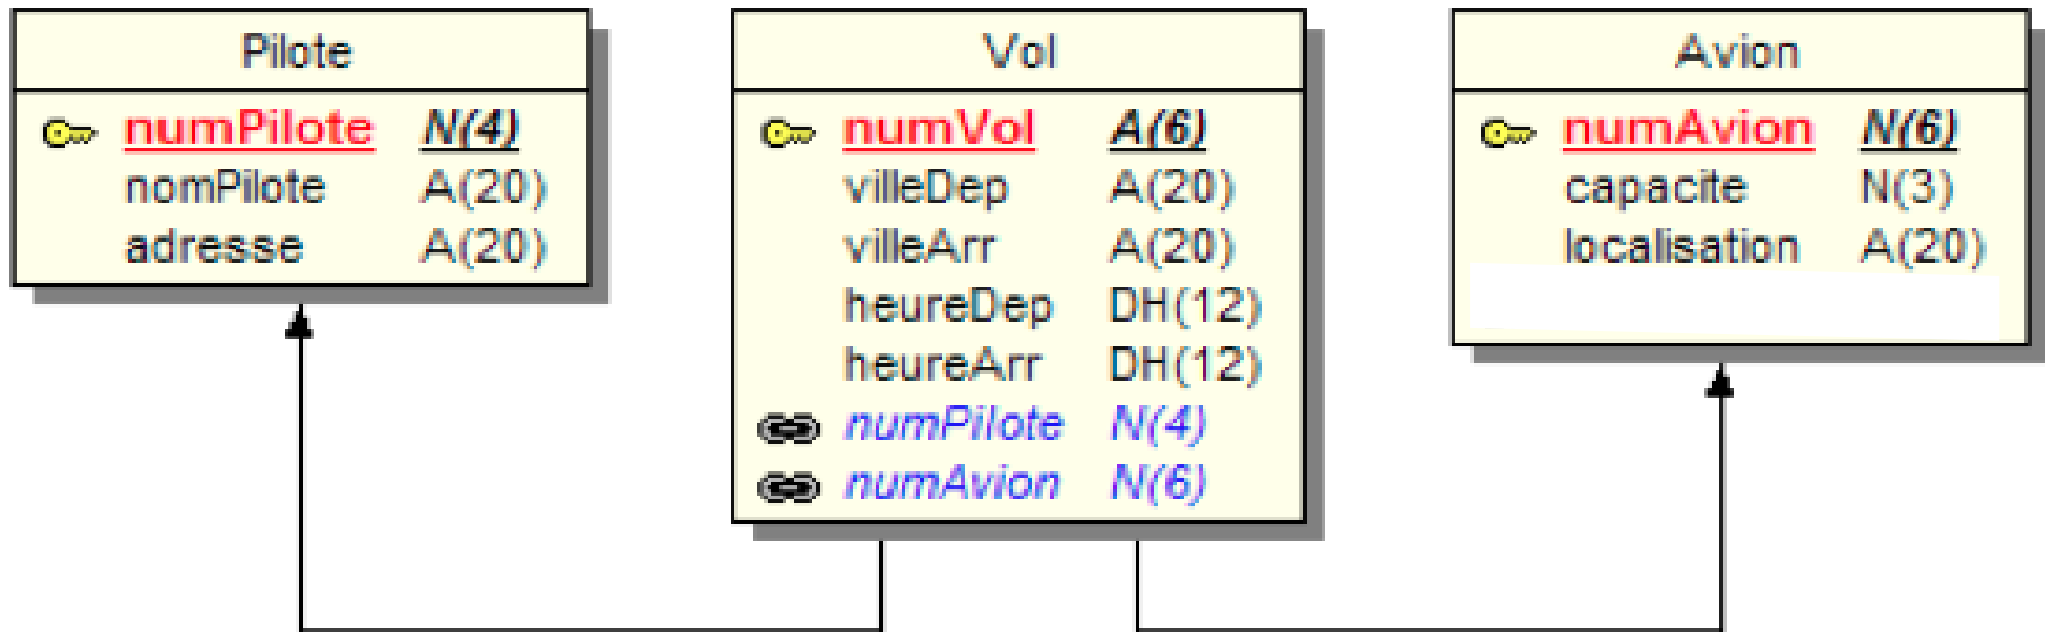 Pilote
numPilote N(4)
nomPilote A(20)
adresse A(20)
Vol
numVol A(6)
villeDep A(20)
villeArr A(20)
heureDep DH(12)
heureArr DH(12)
numPilote N(4)
numAvion N(6)
Avion
numAvion N(6)
capacite N(3)
localisation A(20)